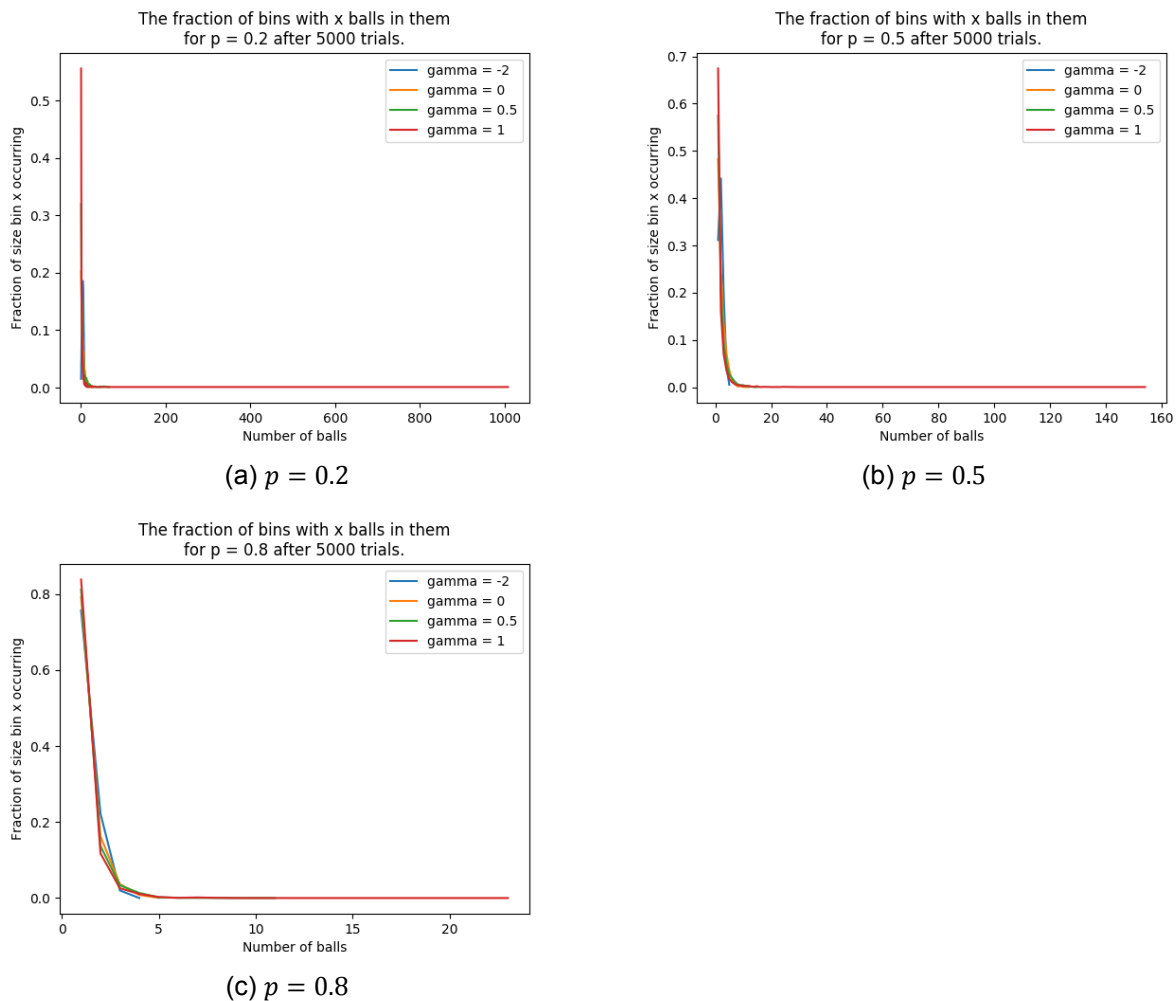 The fraction of bins with x balls in them
for p = 0.2 after 5000 trials.
gamma = -2
gamma = 0
gamma = 0.5
gamma = 1
Fraction of size bin x occurring
0.5
0.4
0.3
0.2
0.1
0.0
0 200 400 600 800 1000
Number of balls
(a) p = 0.2
The fraction of bins with x balls in them
for p = 0.5 after 5000 trials.
gamma = -2
gamma = 0
gamma = 0.5
gamma = 1
Fraction of size bin x occurring
0.7
0.6
0.5
0.4
0.3
0.2
0.1
0.0
0 20 40 60 80 100 120 140 160
Number of balls
(b) p = 0.5
The fraction of bins with x balls in them
for p = 0.8 after 5000 trials.
gamma = -2
gamma = 0
gamma = 0.5
gamma = 1
Fraction of size bin x occurring
0.8
0.6
0.4
0.2
0.0
0 5 10 15 20
Number of balls
(c) p = 0.8